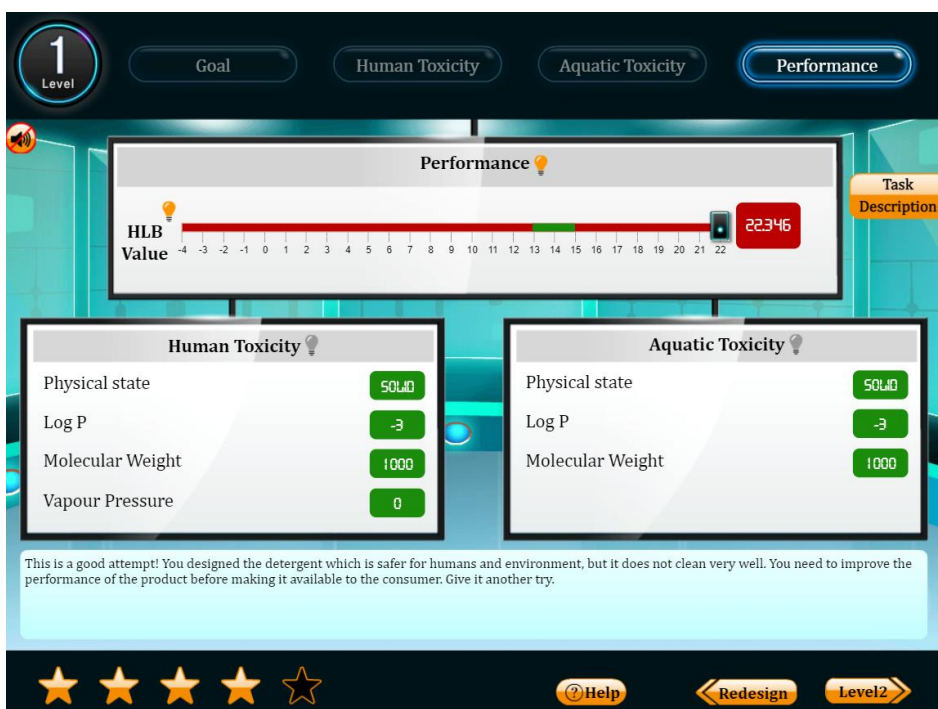 1
Level
Goal
Human Toxicity
Aquatic Toxicity
Performance
Performance
Task
Description
HLB
Value
-4 -3 -2 -1 0 1 2 3 4 5 6 7 8 9 10 11 12 13 14 15 16 17 18 19 20 21 22
22.346
Human Toxicity
Physical state SOLID
Log P -3
Molecular Weight 1000
Vapour Pressure 0
Aquatic Toxicity
Physical state SOLID
Log P -3
Molecular Weight 1000
This is a good attempt! You designed the detergent which is safer for humans and environment, but it does not clean very well. You need to improve the
performance of the product before making it available to the consumer. Give it another try.
?Help
Redesign
Level2